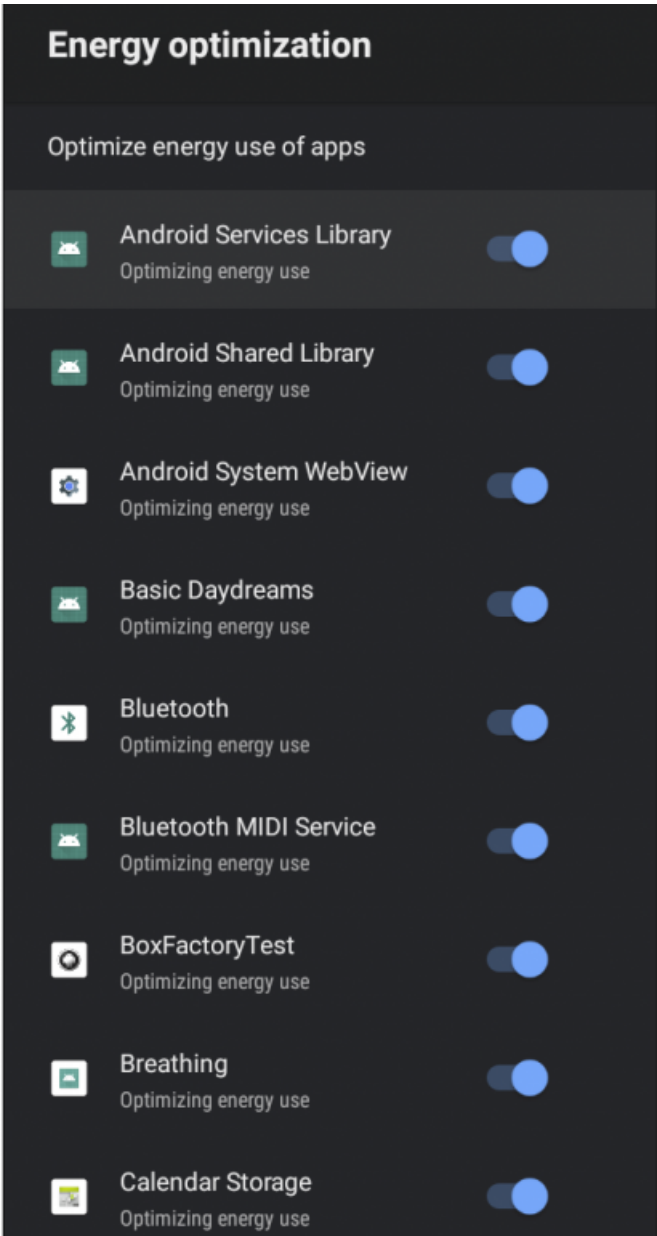 Energy optimization
Optimize energy use of apps
Android Services Library
Optimizing energy use
Android Shared Library
Optimizing energy use
Android System WebView
Optimizing energy use
Basic Daydreams
Optimizing energy use
Bluetooth
Optimizing energy use
Bluetooth MIDI Service
Optimizing energy use
BoxFactoryTest
Optimizing energy use
Breathing
Optimizing energy use
Calendar Storage
Optimizing energy use